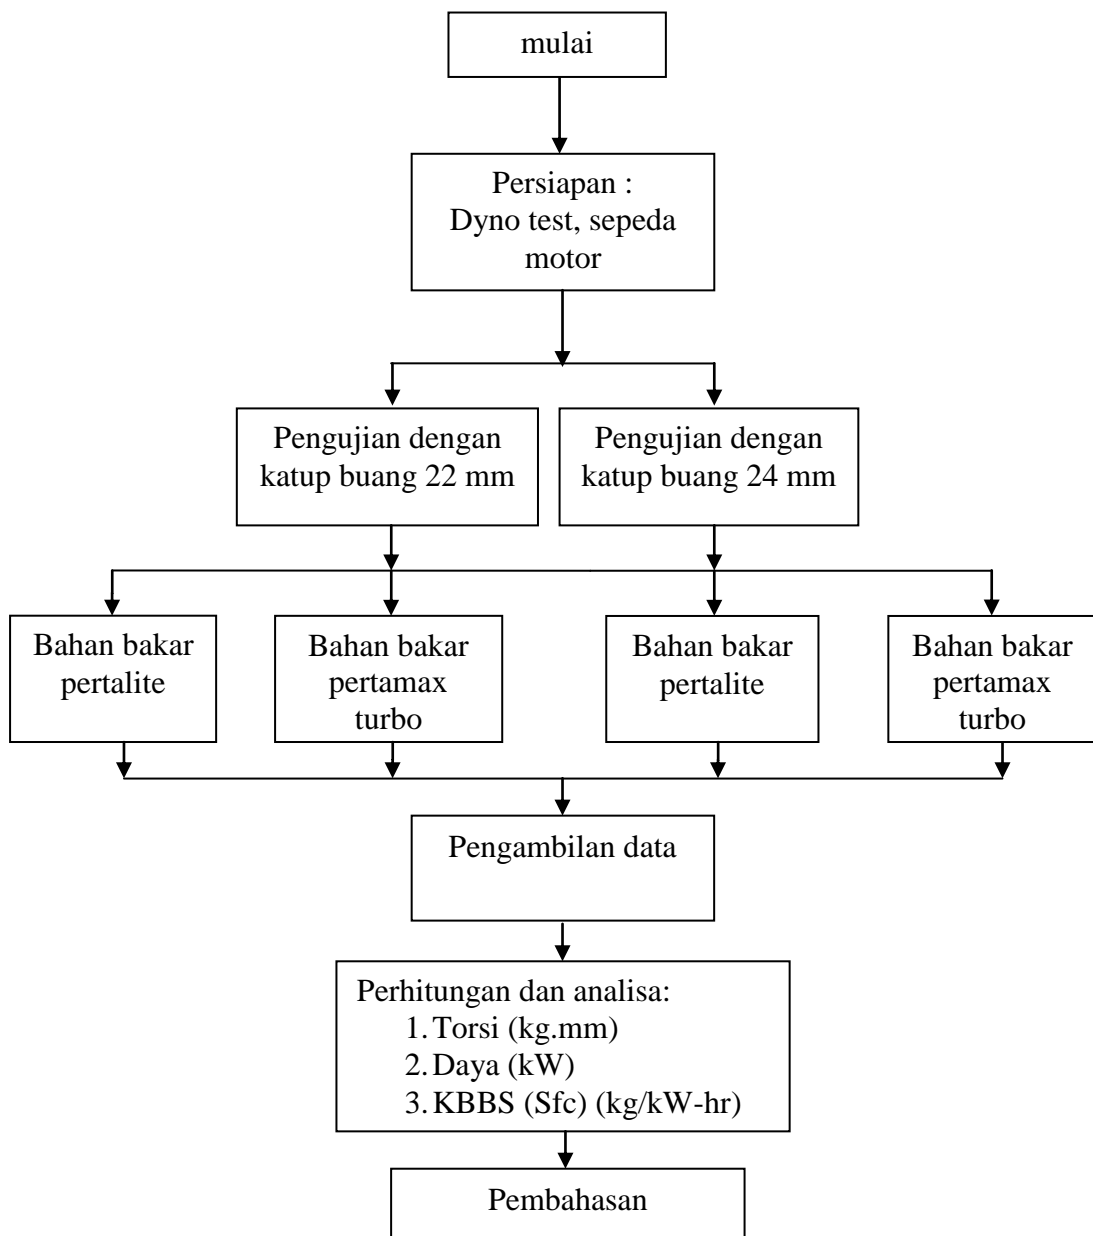 mulai
Persiapan :
Dyno test, sepeda
motor
Pengujian dengan
katup buang 22 mm
Pengujian dengan
katup buang 24 mm
Bahan bakar
pertalite
Bahan bakar
pertamax
turbo
Bahan bakar
pertalite
Bahan bakar
pertamax
turbo
Pengambilan data
Perhitungan dan analisa:
1. Torsi (kg.mm)
2. Daya (kW)
3. KBBS (Sfc) (kg/kW-hr)
Pembahasan